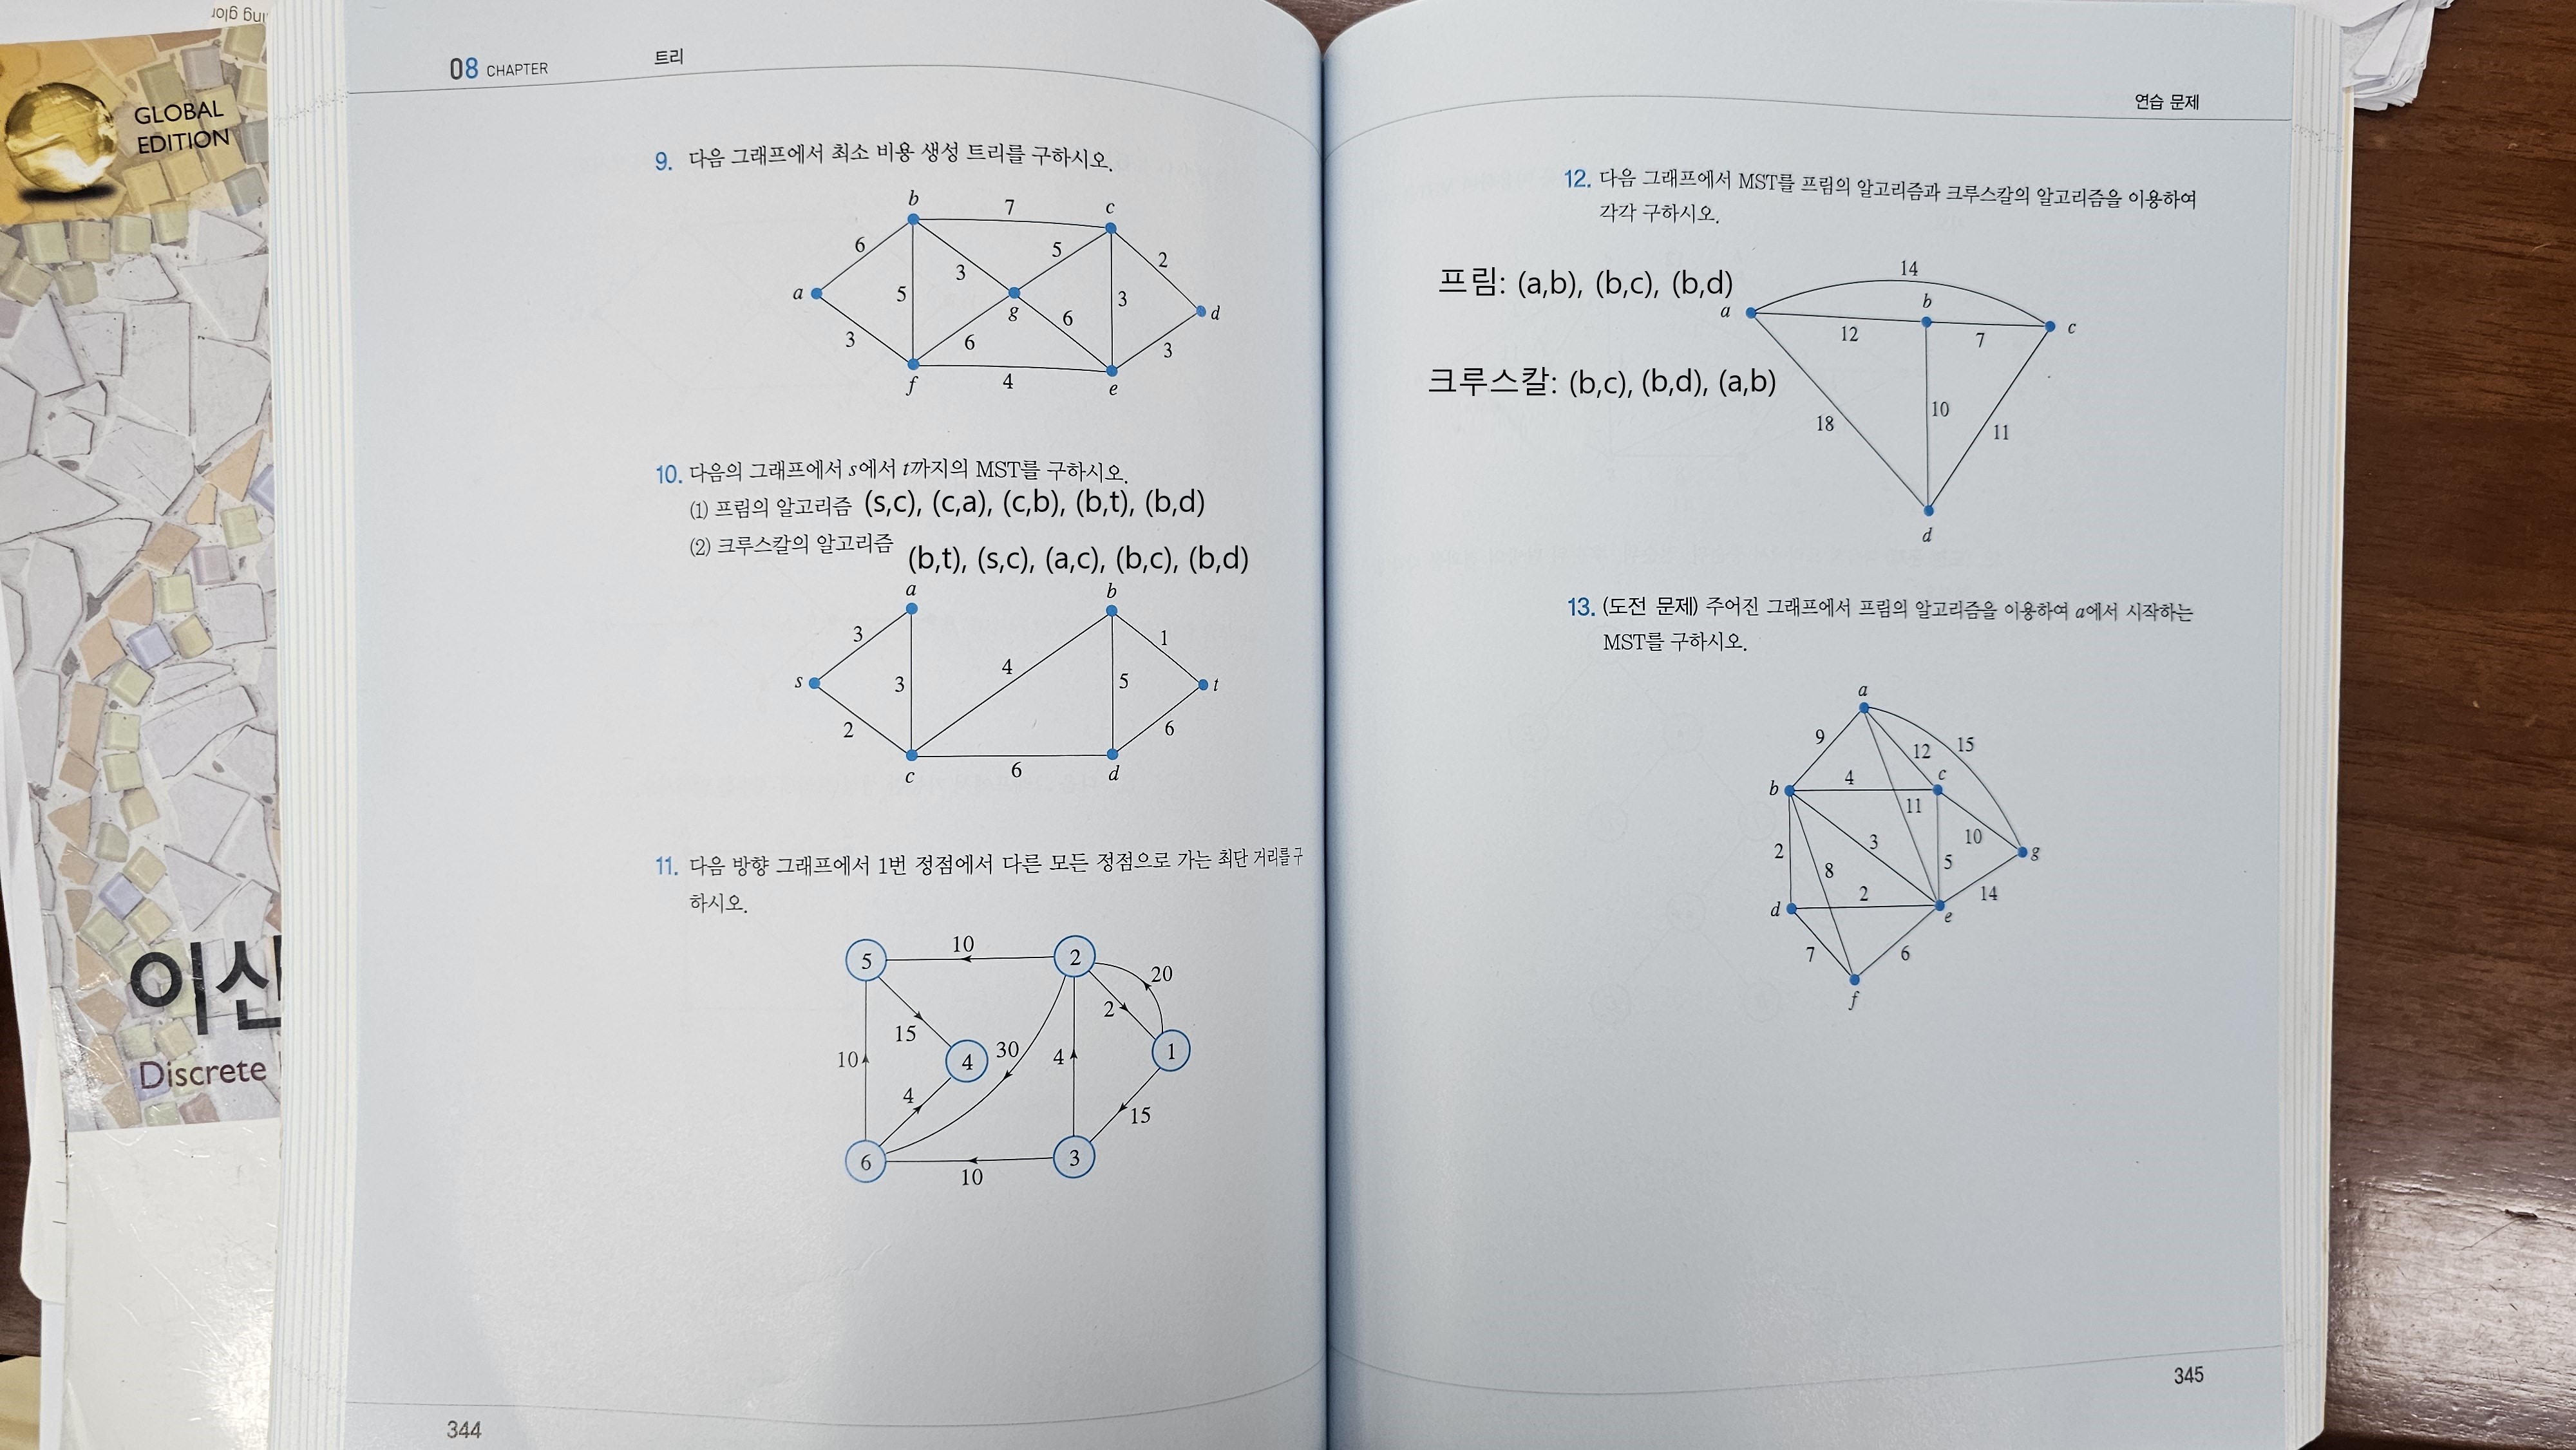 GLOBAL
EDITION
이산
Discrete
08 CHAPTER
트리
9. 다음 그래프에서 최소 비용 생성 트리를 구하시오.
b
7
c
6
5
2
3
a
5
g
6
3
d
3
6
3
f
4
e
10. 다음의 그래프에서 s에서 t까지의 MST를 구하시오.
(1) 프림의 알고리즘 (s,c), (c,a), (c,b), (b,t), (b,d)
(2) 크루스칼의 알고리즘
(b,t), (s,c), (a,c), (b,c), (b,d)
a
b
3
1
4
s
3
5
t
2
6
c
6
d
11. 다음 방향 그래프에서 1번 정점에서 다른 모든 정점으로 가는 최단 거리를 구
하시오.
5
10
2
20
2
15
10
4
30
4
1
4
15
6
10
3
344
연습 문제
12. 다음 그래프에서 MST를 프림의 알고리즘과 크루스칼의 알고리즘을 이용하여
각각 구하시오.
프림: (a,b), (b,c), (b,d)
14
a
b
c
12
7
크루스칼: (b,c), (b,d), (a,b)
10
18
11
d
13. (도전 문제) 주어진 그래프에서 프림의 알고리즘을 이용하여 a에서 시작하는
MST를 구하시오.
a
9
12
15
c
b
4
11
10
3
2
8
5
g
2
14
d
e
7
6
f
345